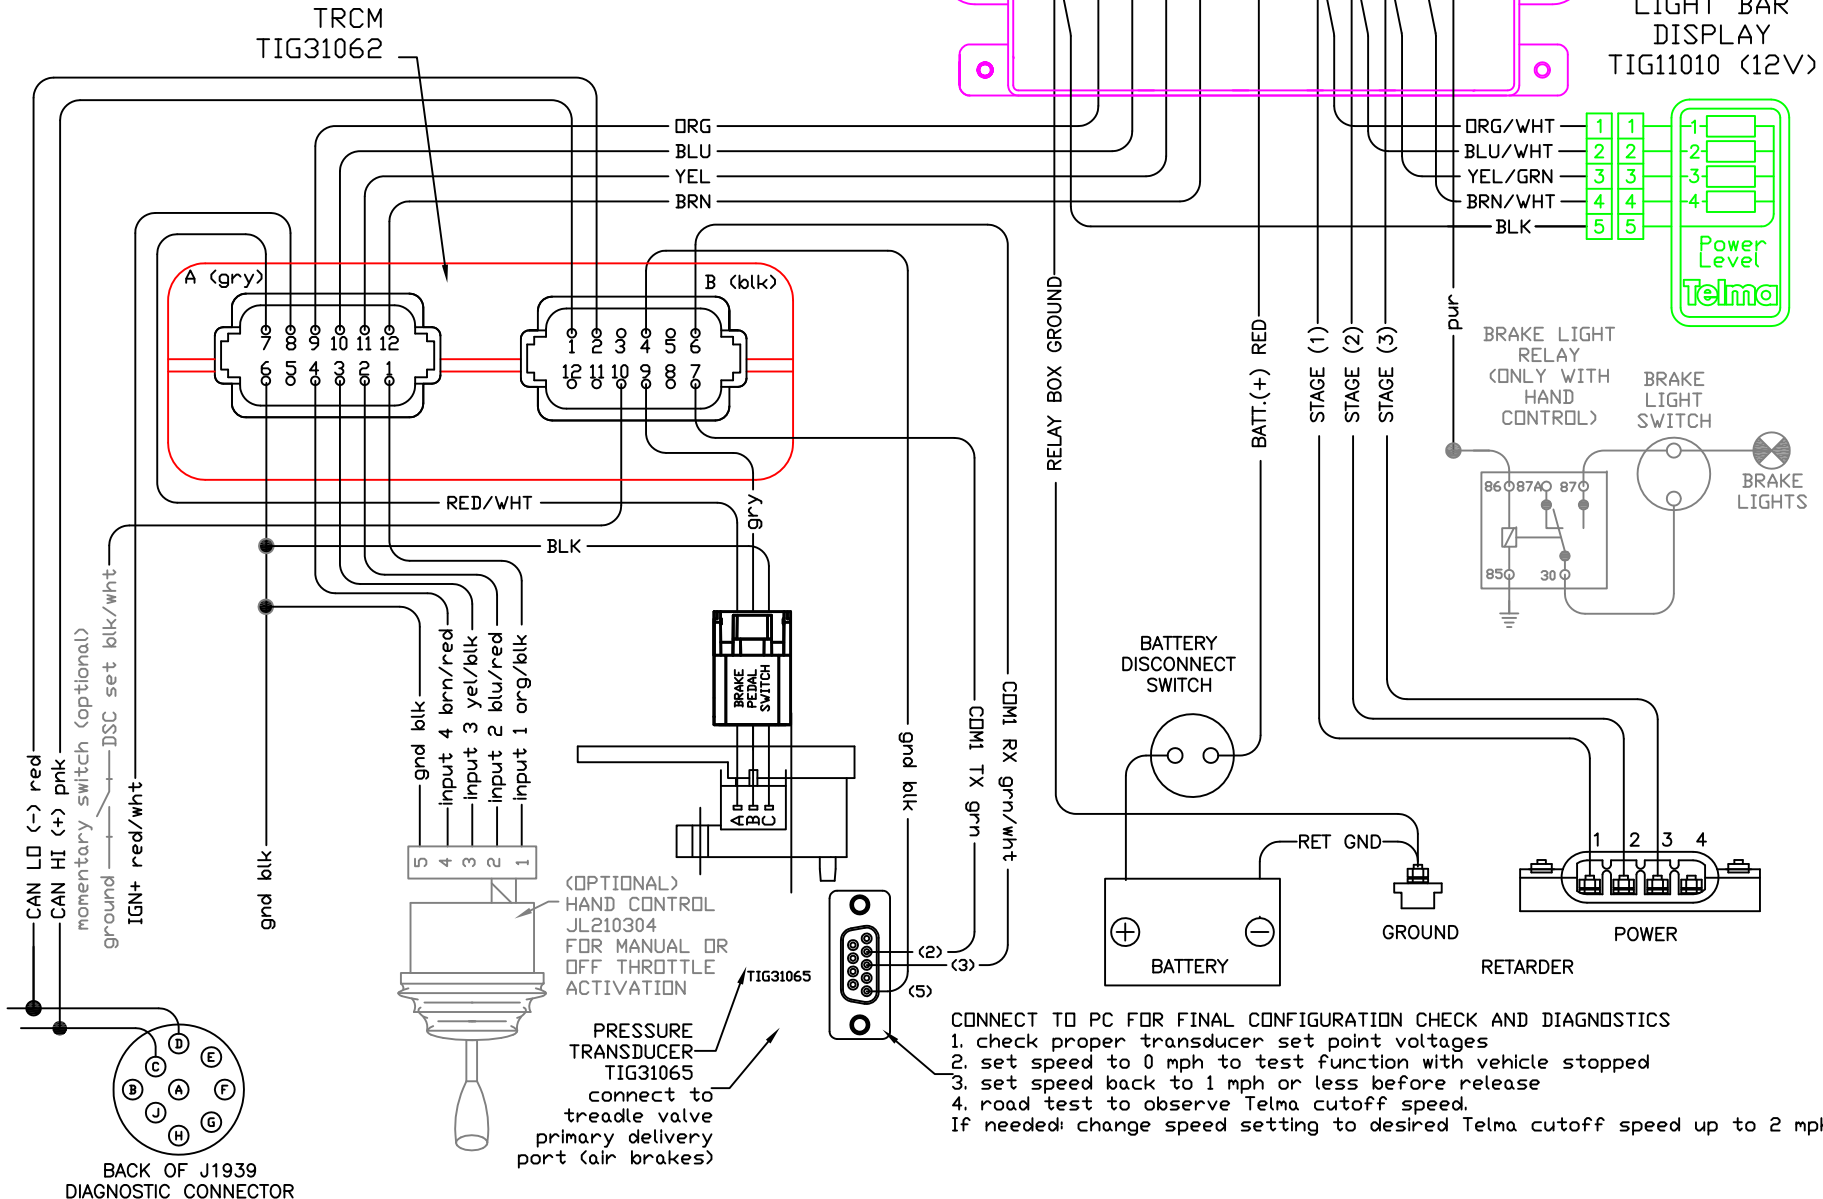 TRCM
TIG31062
LIGHT BAR
DISPLAY
TIG11010 (12V)
ORG
BLU
YEL
BRN
ORG/WHT
BLU/WHT
YEL/GRN
BRN/WHT
BLK
1 1 1
2 2 2
3 3 3
4 4 4
5 5
Power
Level
Telma
A (gry)
B (blk)
7 8 9 10 11 12
6 5 4 3 2 1
1 2 3 4 5 6
12 11 10 9 8 7
RELAY BOX GROUND
BATT.(+) RED
STAGE (1)
STAGE (2)
STAGE (3)
pur
BRAKE LIGHT
RELAY
(ONLY WITH
HAND
CONTROL)
BRAKE
LIGHT
SWITCH
BRAKE
LIGHTS
86 87A 87
85 30
RED/WHT
gry
BLK
CAN LO (-) red
CAN HI (+) pnk
momentary switch (optional)
ground
DSC set blk/wht
IGN+ red/wht
gnd blk
gnd blk
input 4 brn/red
input 3 yel/blk
input 2 blu/red
input 1 org/blk
5 4 3 2 1
BRAKE
PEDAL
SWITCH
A B C
gnd blk
COM1 TX grn
COM1 RX grn/wht
BATTERY
DISCONNECT
SWITCH
RET GND
+ −
BATTERY
GROUND
1 2 3 4
POWER
RETARDER
(OPTIONAL)
HAND CONTROL
JL210304
FOR MANUAL OR
OFF THROTTLE
ACTIVATION
TIG31065
(2)
(3)
(5)
PRESSURE
TRANSDUCER
TIG31065
connect to
treadle valve
primary delivery
port (air brakes)
CONNECT TO PC FOR FINAL CONFIGURATION CHECK AND DIAGNOSTICS
1. check proper transducer set point voltages
2. set speed to 0 mph to test function with vehicle stopped
3. set speed back to 1 mph or less before release
4. road test to observe Telma cutoff speed.
If needed: change speed setting to desired Telma cutoff speed up to 2 mph
D
E
C
B A F
J
G
H
BACK OF J1939
DIAGNOSTIC CONNECTOR